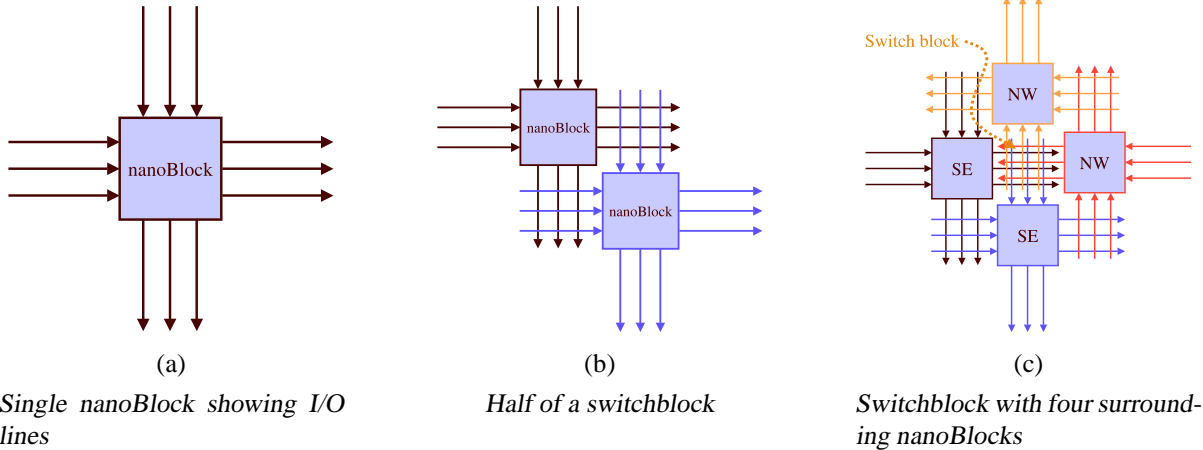 nanoBlock
(a)
Single nanoBlock showing I/O
lines
nanoBlock
nanoBlock
(b)
Half of a switchblock
Switch block
NW
SE
NW
SE
(c)
Switchblock with four surround-
ing nanoBlocks